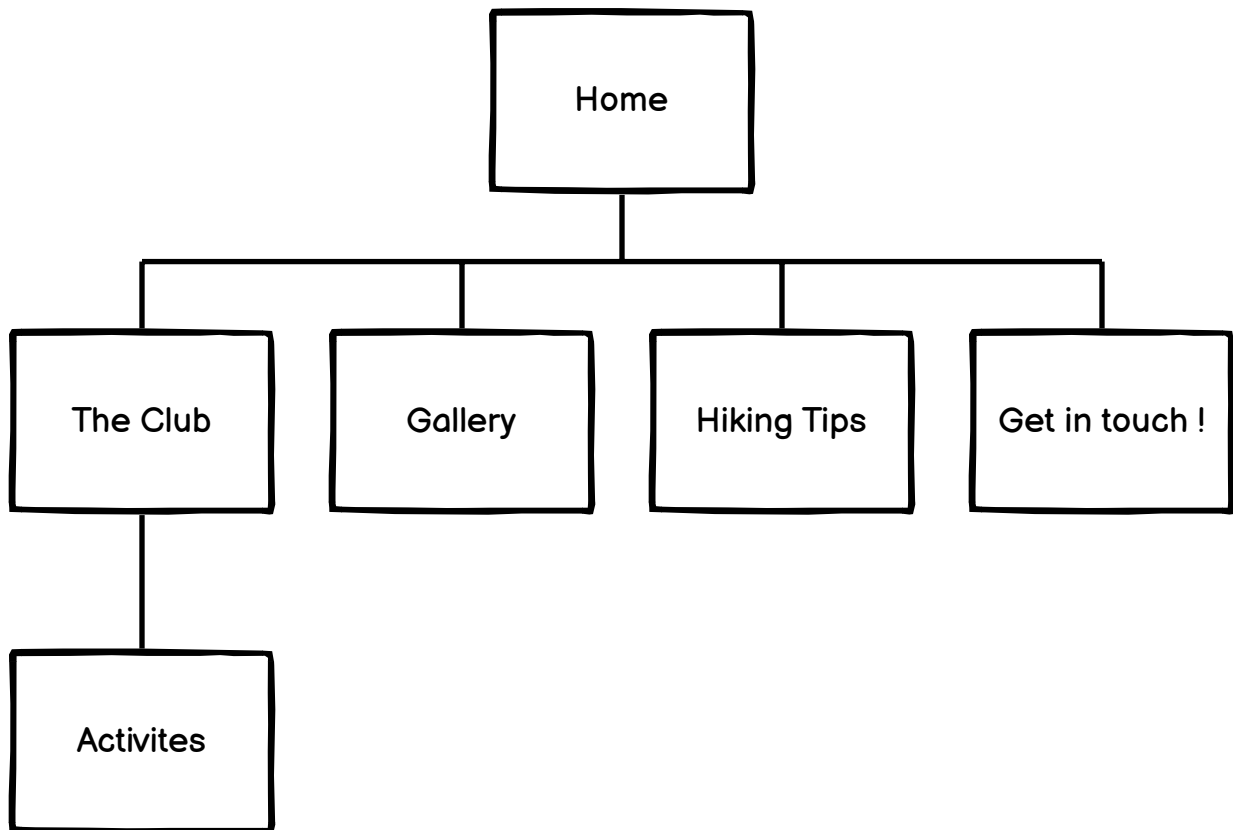 Home
The Club
Gallery
Hiking Tips
Get in touch !
Activites